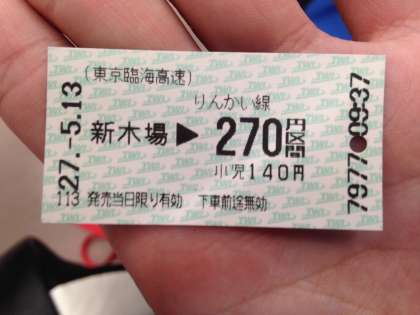 (東京臨海高速)
りんかい線
新木場 ▶ 270円区間
小児140円
113 発売当日限り有効 下車前途無効
27.-5.13
7977●09:37